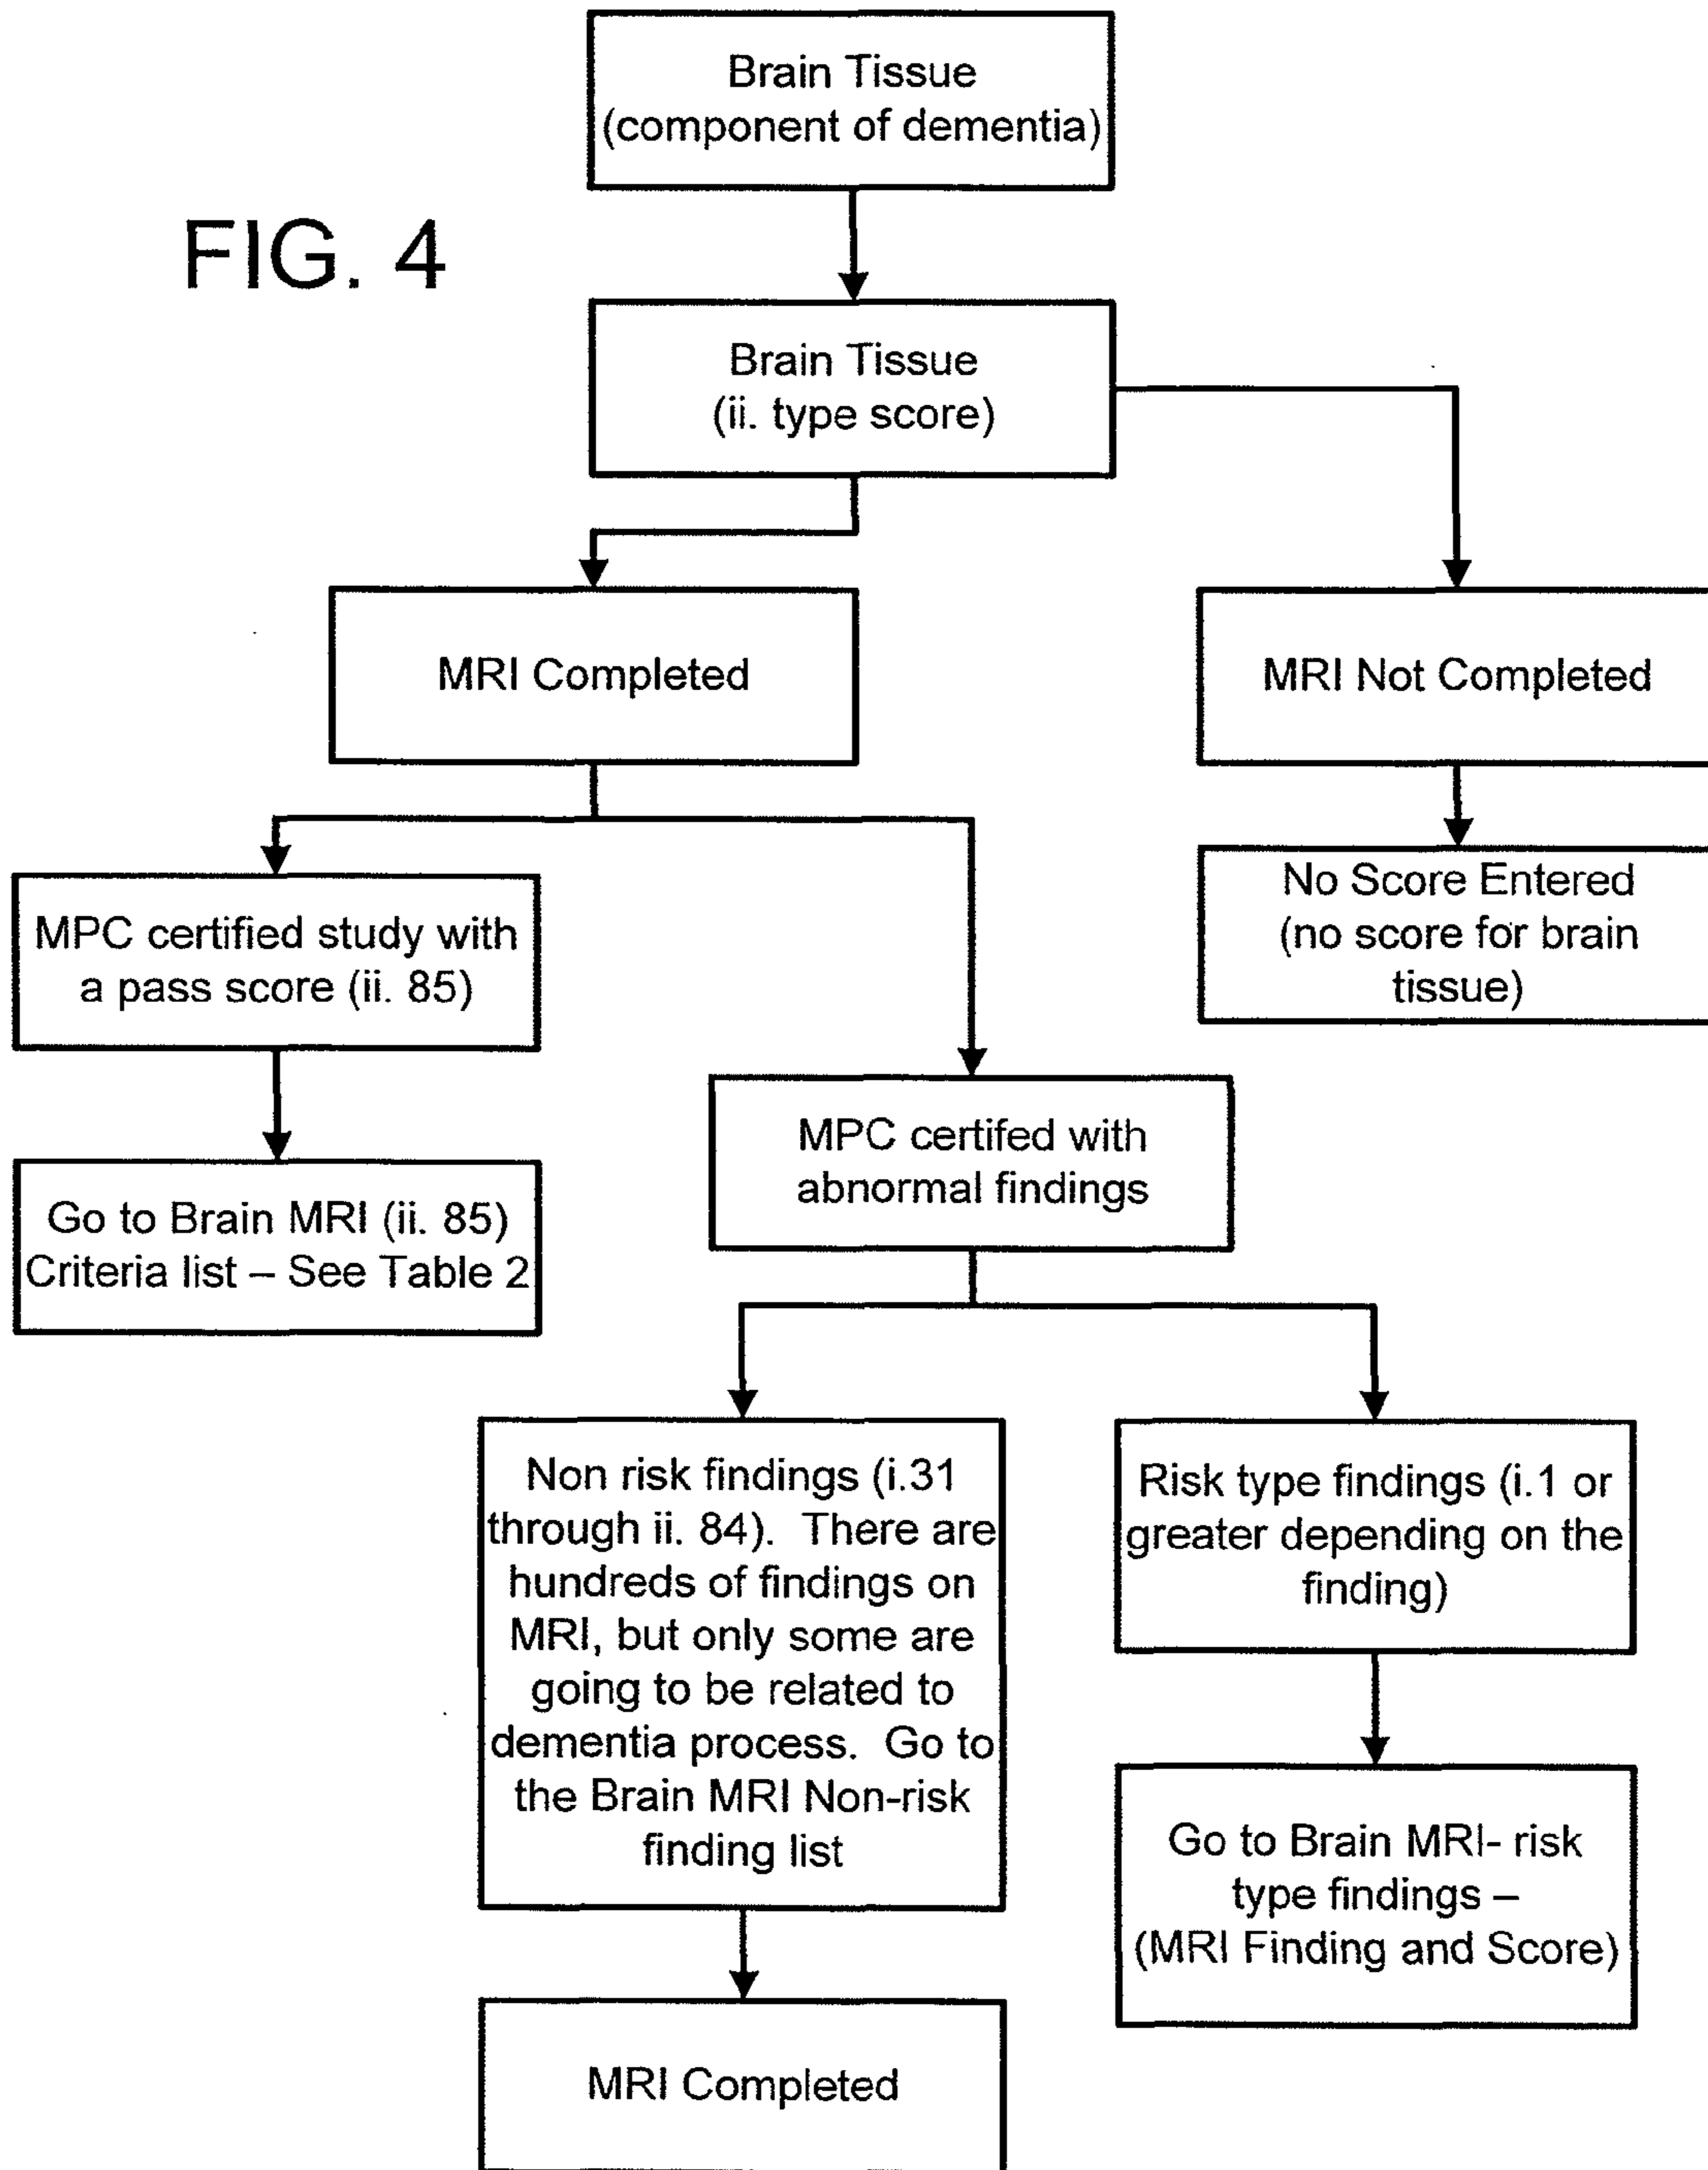 Brain Tissue
(component of dementia)
FIG. 4
Brain Tissue
(ii. type score)
MRI Completed
MRI Not Completed
MPC certified study with
a pass score (ii. 85)
No Score Entered
(no score for brain
tissue)
Go to Brain MRI (ii. 85)
Criteria list – See Table 2
MPC certifed with
abnormal findings
Non risk findings (i.31
through ii. 84). There are
hundreds of findings on
MRI, but only some are
going to be related to
dementia process. Go to
the Brain MRI Non-risk
finding list
Risk type findings (i.1 or
greater depending on the
finding)
Go to Brain MRI- risk
type findings –
(MRI Finding and Score)
MRI Completed